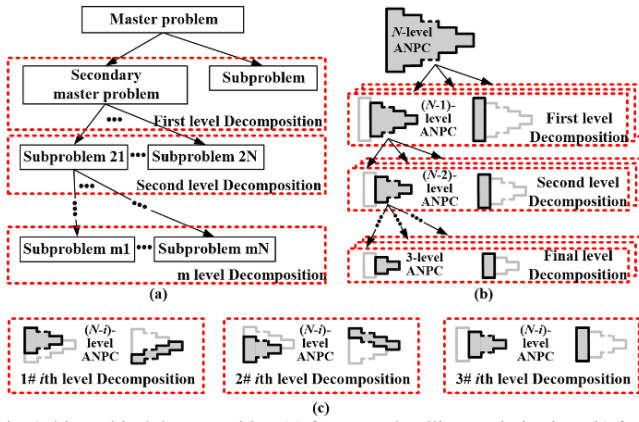 Master problem
Secondary
master problem
Subproblem
First level Decomposition
Subproblem 21
Subproblem 2N
Second level Decomposition
Subproblem m1
Subproblem mN
m level Decomposition
(a)
N-level
ANPC
(N-1)-
level
ANPC
First level
Decomposition
(N-2)-
level
ANPC
Second level
Decomposition
3-level
ANPC
Final level
Decomposition
(b)
(N-i)-
level
ANPC
1# ith level Decomposition
(N-i)-
level
ANPC
2# ith level Decomposition
(N-i)-
level
ANPC
3# ith level Decomposition
(c)